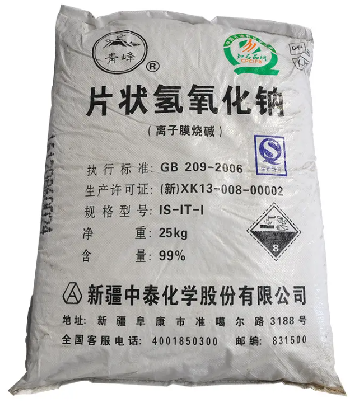 青峰
®
片状氢氧化钠
（离子膜烧碱）
执行标准：GB 209-2006
生产许可证：(新)XK13-008-00002
规格型号：IS-IT-I
净重：25kg
含量：99%
8
新疆中泰化学股份有限公司
地址：新疆阜康市准噶尔路3188号
全国客服电话：4001850300 邮编：831500